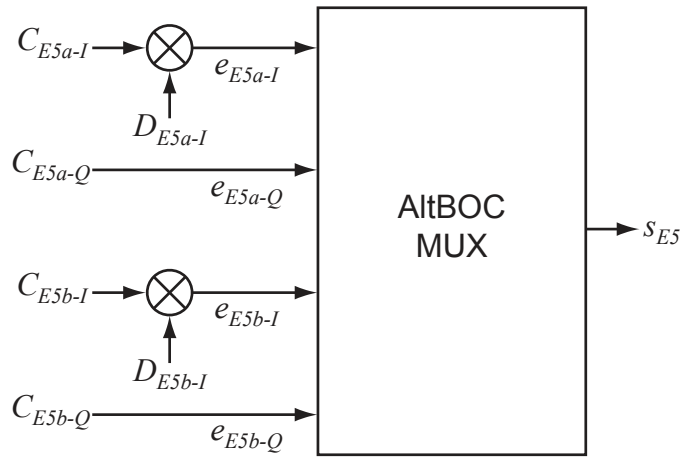 C_{E5a-I}
e_{E5a-I}
D_{E5a-I}
C_{E5a-Q}
e_{E5a-Q}
AltBOC
MUX
s_{E5}
C_{E5b-I}
e_{E5b-I}
D_{E5b-I}
C_{E5b-Q}
e_{E5b-Q}